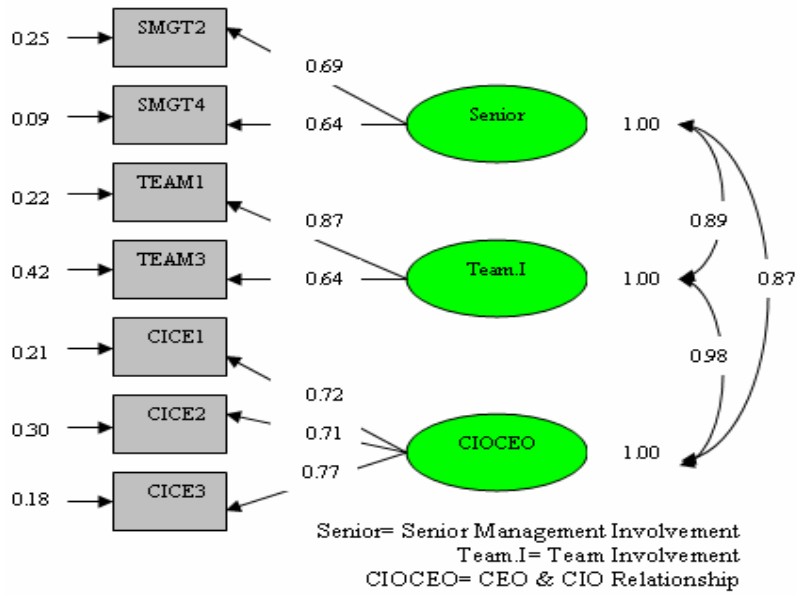 0.25 SMGT2
0.69
0.09 SMGT4 0.64 Senior 1.00
0.22 TEAM1
0.87 0.89
0.42 TEAM3 0.64 Team.I 1.00 0.87
0.21 CICE1
0.98
0.72
0.30 CICE2 0.71 CIOCEO 1.00
0.77
0.18 CICE3
Senior= Senior Management Involvement
Team.I= Team Involvement
CIOCEO= CEO & CIO Relationship